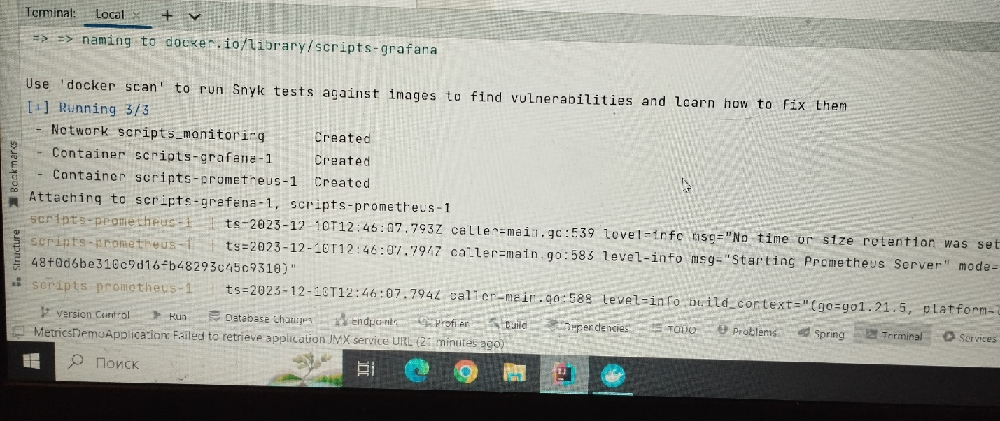 Terminal: Local × +
=> => naming to docker.io/library/scripts-grafana
Use 'docker scan' to run Snyk tests against images to find vulnerabilities and learn how to fix them
[+] Running 3/3
- Network scripts_monitoring Created
- Container scripts-grafana-1 Created
- Container scripts-prometheus-1 Created
Attaching to scripts-grafana-1, scripts-prometheus-1
scripts-prometheus-1 | ts=2023-12-10T12:46:07.793Z caller=main.go:539 level=info msg="No time or size retention was set
scripts-prometheus-1 | ts=2023-12-10T12:46:07.794Z caller=main.go:583 level=info msg="Starting Prometheus Server" mode=
48f0d6be310c9d16fb48293c45c9310)"
scripts-prometheus-1 | ts=2023-12-10T12:46:07.794Z caller=main.go:588 level=info build_context="(go=go1.21.5, platform=l
Bookmarks
Structure
Version Control Run Database Changes Endpoints Profiler Build Dependencies TODO Problems Spring Terminal Services
MetricsDemoApplication: Failed to retrieve application JMX service URL (21 minutes ago)
Поиск